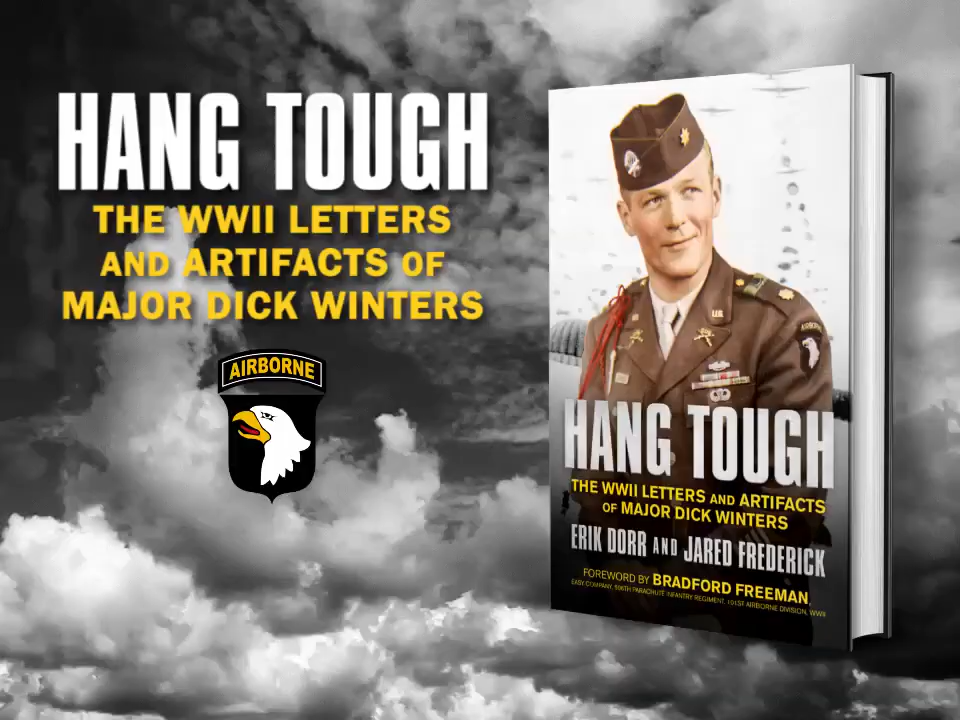 HANG TOUGH
THE WWII LETTERS
AND ARTIFACTS OF
MAJOR DICK WINTERS
AIRBORNE
U.S.
AIRBORNE
HANG TOUGH
THE WWII LETTERS AND ARTIFACTS
OF MAJOR DICK WINTERS
ERIK DORR AND JARED FREDERICK
FOREWORD BY BRADFORD FREEMAN,
EASY COMPANY, 506TH PARACHUTE INFANTRY REGIMENT, 101ST AIRBORNE DIVISION, WWII